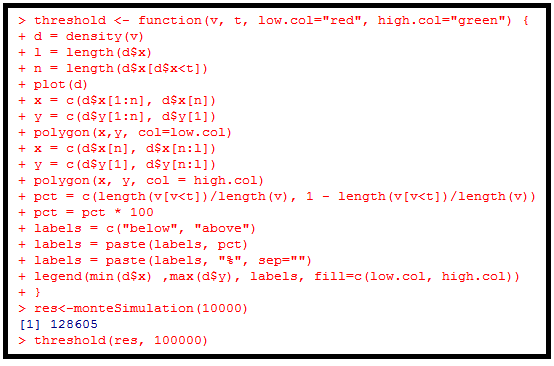 > threshold <- function(v, t, low.col="red", high.col="green") {
+ d = density(v)
+ l = length(d$x)
+ n = length(d$x[d$x<t])
+ plot(d)
+ x = c(d$x[1:n], d$x[n])
+ y = c(d$y[1:n], d$y[1])
+ polygon(x,y, col=low.col)
+ x = c(d$x[n], d$x[n:l])
+ y = c(d$y[1], d$y[n:l])
+ polygon(x, y, col = high.col)
+ pct = c(length(v[v<t])/length(v), 1 - length(v[v<t])/length(v))
+ pct = pct * 100
+ labels = c("below", "above")
+ labels = paste(labels, pct)
+ labels = paste(labels, "%", sep="")
+ legend(min(d$x) ,max(d$y), labels, fill=c(low.col, high.col))
+ }
> res<-monteSimulation(10000)
[1] 128605
> threshold(res, 100000)